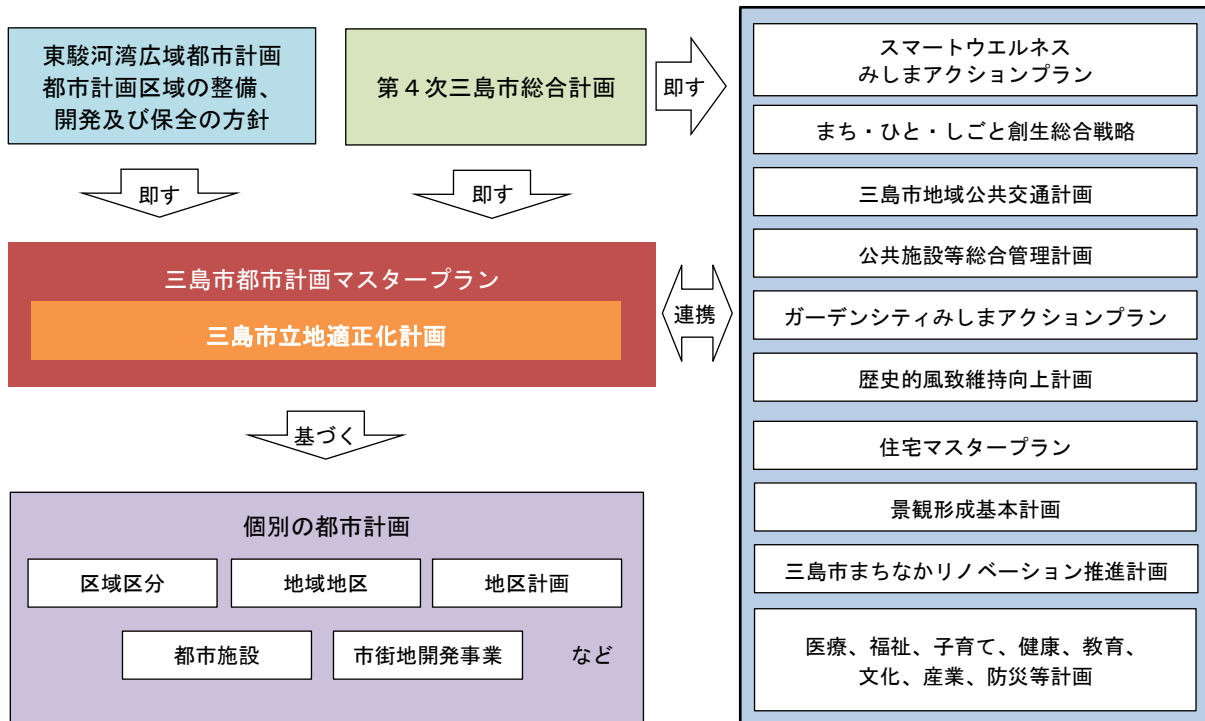 東駿河湾広域都市計画
都市計画区域の整備、
開発及び保全の方針
第４次三島市総合計画
即す
即す
即す
三島市都市計画マスタープラン
三島市立地適正化計画
連携
基づく
個別の都市計画
区域区分
地域地区
地区計画
都市施設
市街地開発事業
など
スマートウエルネス
みしまアクションプラン
まち・ひと・しごと創生総合戦略
三島市地域公共交通計画
公共施設等総合管理計画
ガーデンシティみしまアクションプラン
歴史的風致維持向上計画
住宅マスタープラン
景観形成基本計画
三島市まちなかリノベーション推進計画
医療、福祉、子育て、健康、教育、
文化、産業、防災等計画